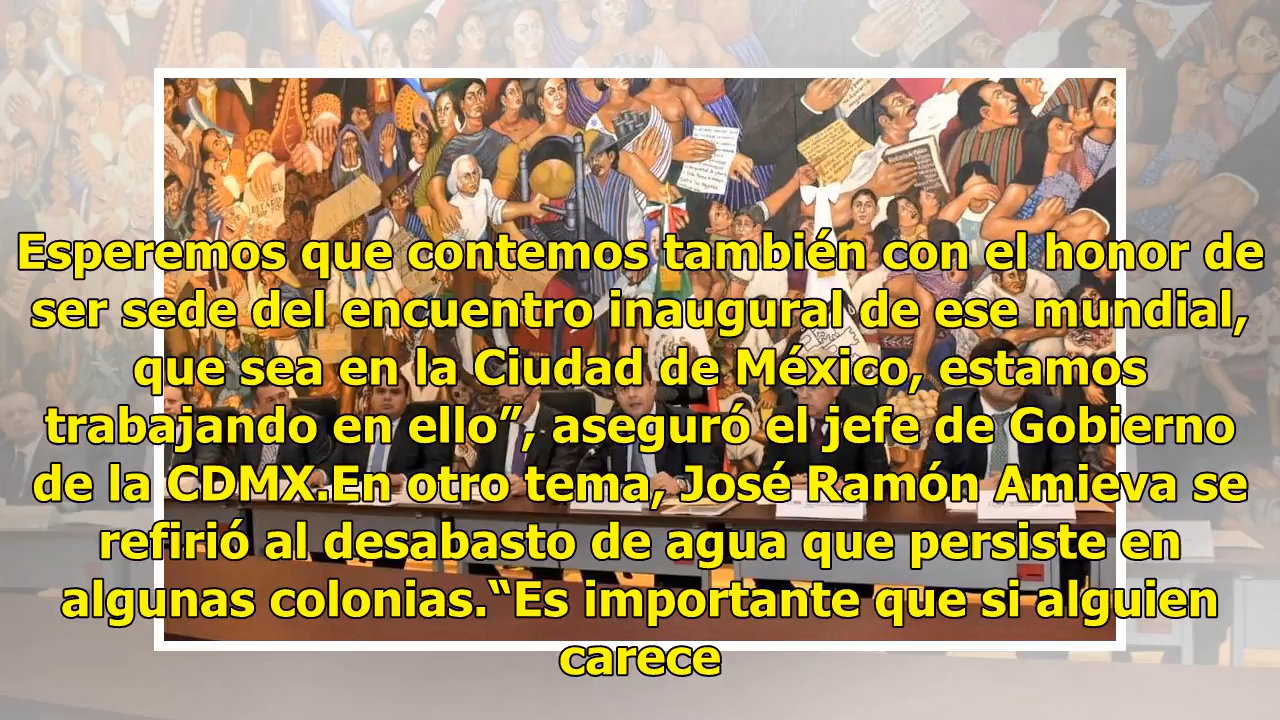 Esperemos que contemos también con el honor de
ser sede del encuentro inaugural de ese mundial,
que sea en la Ciudad de México, estamos
trabajando en ello”, aseguró el jefe de Gobierno
de la CDMX.En otro tema, José Ramón Amieva se
refirió al desabasto de agua que persiste en
algunas colonias.“Es importante que si alguien
carece